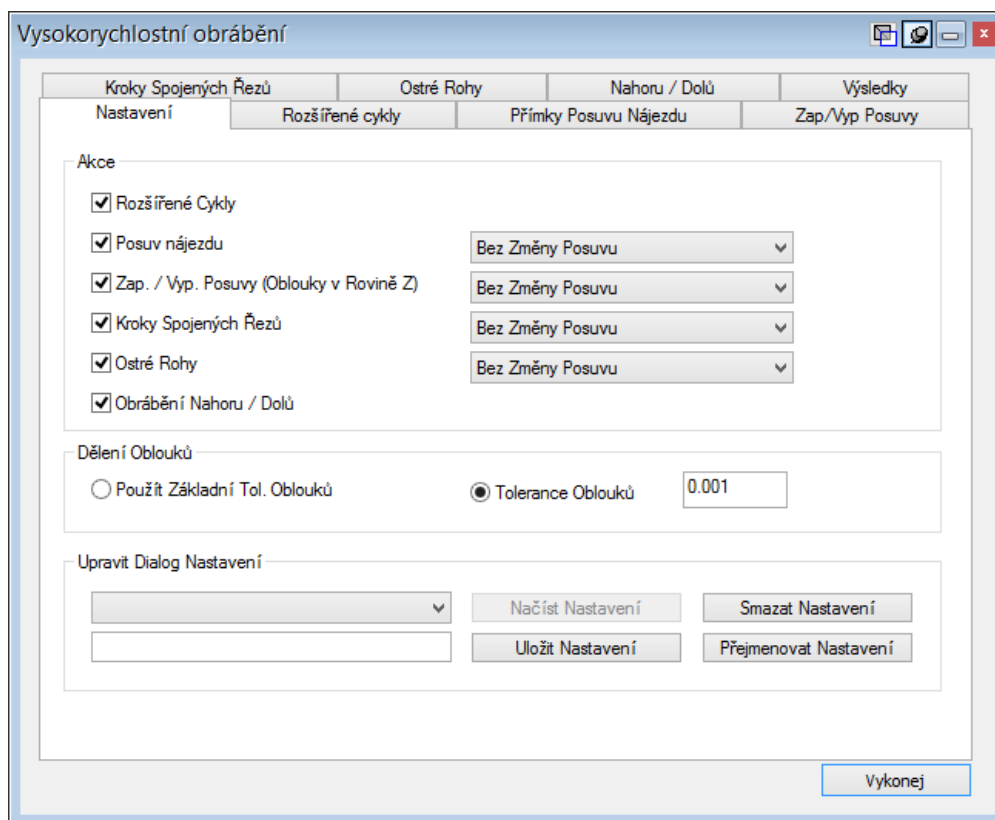 Vysokorychlostní obrábění
Kroky Spojených Řezů Ostré Rohy Nahoru / Dolů Výsledky
Nastavení Rozšířené cykly Přímky Posuvu Nájezdu Zap/Vyp Posuvy
Akce
Rozšířené Cykly
Posuv nájezdu Bez Změny Posuvu
Zap. / Vyp. Posuvy (Oblouky v Rovině Z) Bez Změny Posuvu
Kroky Spojených Řezů Bez Změny Posuvu
Ostré Rohy Bez Změny Posuvu
Obrábění Nahoru / Dolů
Dělení Oblouků
Použít Základní Tol. Oblouků Tolerance Oblouků 0.001
Upravit Dialog Nastavení
Načíst Nastavení Smazat Nastavení
Uložit Nastavení Přejmenovat Nastavení
Vykonej